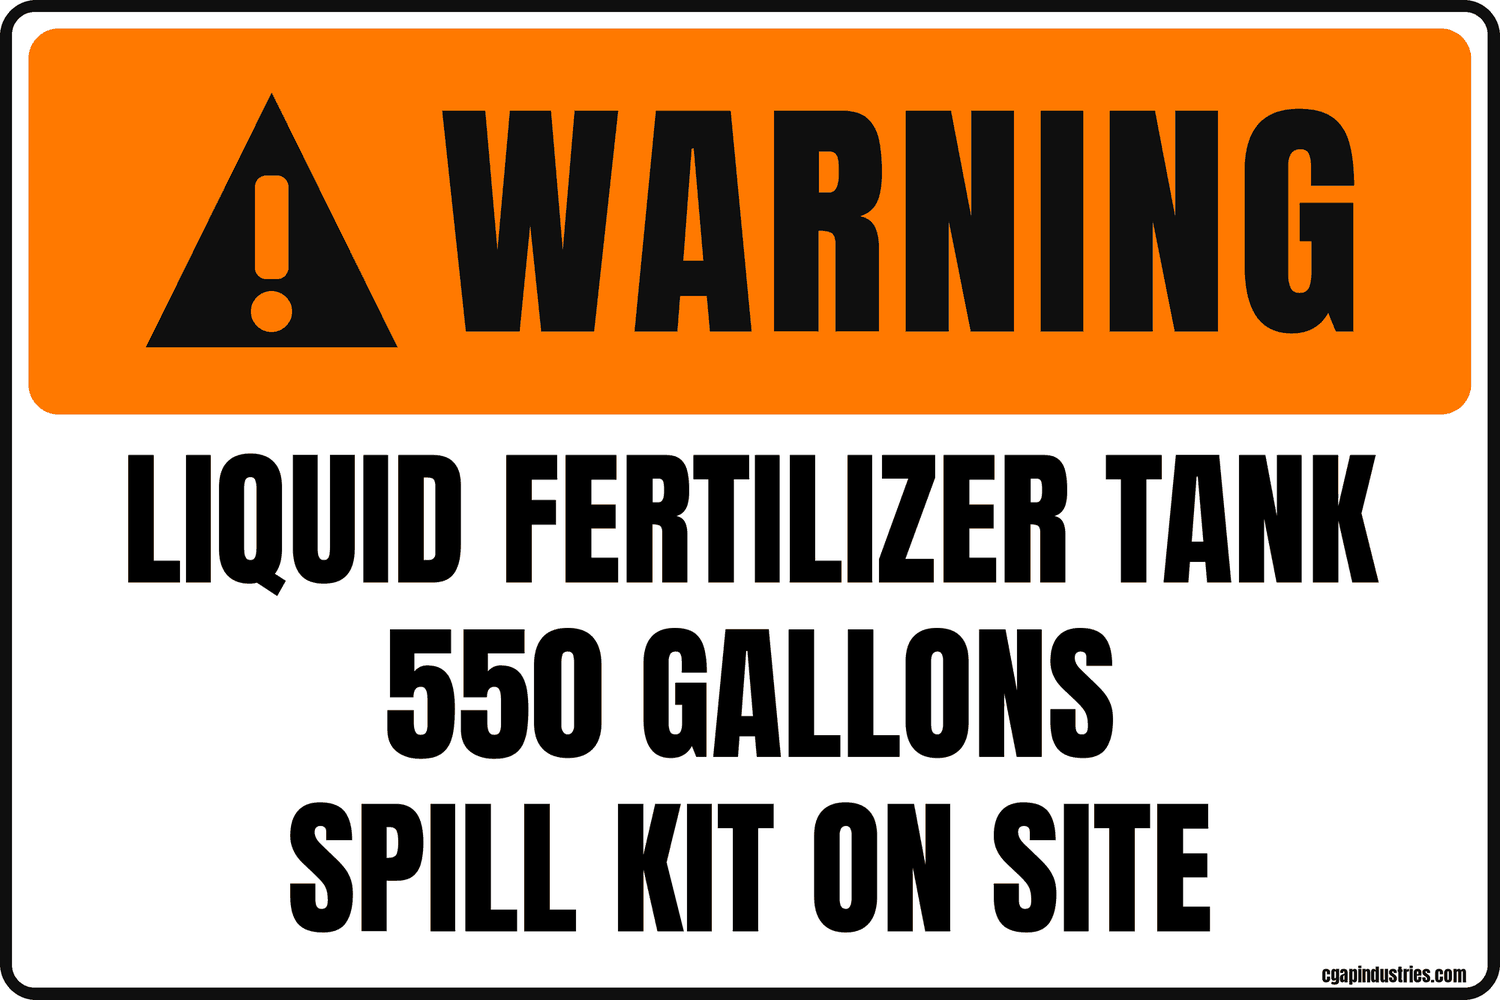 WARNING
LIQUID FERTILIZER TANK
550 GALLONS
SPILL KIT ON SITE
cgapindustries.com